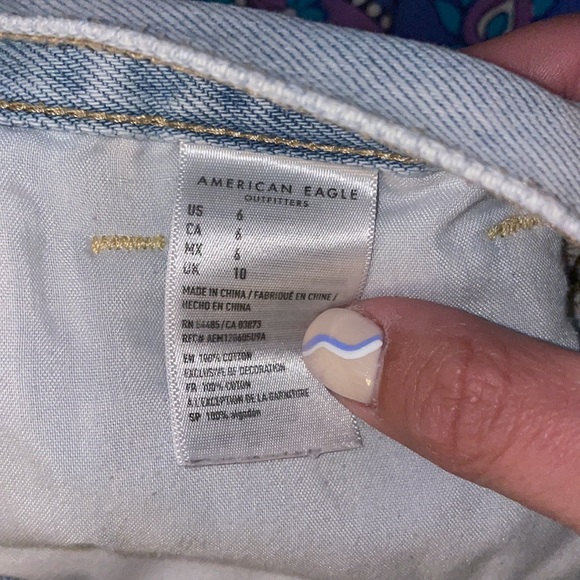 AMERICAN EAGLE
OUTFITTERS
US 6
CA 6
MX 6
UK 10
MADE IN CHINA / FABRIQUÉ EN CHINE /
HECHO EN CHINA
RN 54485/CA 03873
REF# AEM120605U9A
EN 100% COTTON
EXCLUSIVE OF DECORATION
FR 100% COTON
À L'EXCEPTION DE LA GARNITURE
SP 100% algodón